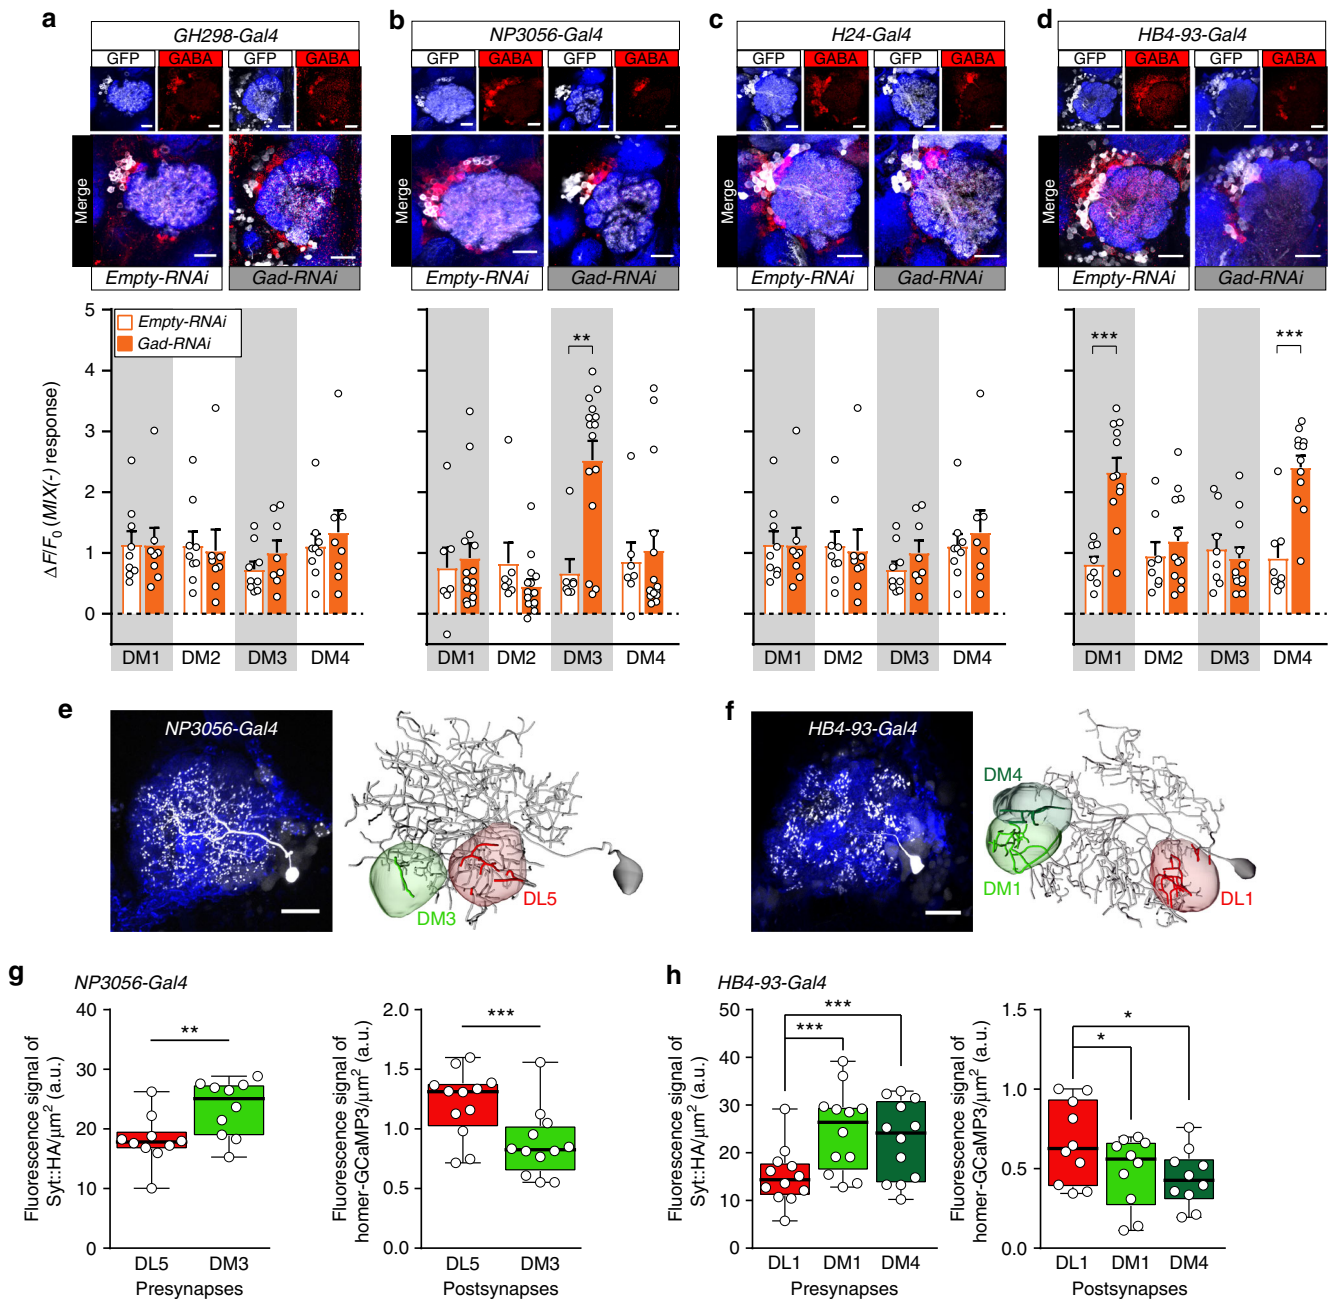 a
GH298-Gal4
GFP GABA GFP GABA
Merge
Empty-RNAi Gad-RNAi
b
NP3056-Gal4
GFP GABA GFP GABA
Merge
Empty-RNAi Gad-RNAi
c
H24-Gal4
GFP GABA GFP GABA
Merge
Empty-RNAi Gad-RNAi
d
HB4-93-Gal4
GFP GABA GFP GABA
Merge
Empty-RNAi Gad-RNAi
ΔF/F0 (MIX(-) response)
5
4
3
2
1
0
Empty-RNAi
Gad-RNAi
DM1 DM2 DM3 DM4
**
DM1 DM2 DM3 DM4
DM1 DM2 DM3 DM4
*** ***
DM1 DM2 DM3 DM4
e
NP3056-Gal4
DM3
DL5
f
HB4-93-Gal4
DM4
DM1
DL1
g
NP3056-Gal4
Fluorescence signal of
Syt::HA/μm² (a.u.)
40
30
20
10
0
**
DL5 DM3
Presynapses
Fluorescence signal of
homer-GCaMP3/μm² (a.u.)
2.0
1.5
1.0
0.5
0.0
***
DL5 DM3
Postsynapses
h
HB4-93-Gal4
Fluorescence signal of
Syt::HA/μm² (a.u.)
50
40
30
20
10
0
***
***
DL1 DM1 DM4
Presynapses
Fluorescence signal of
homer-GCaMP3/μm² (a.u.)
1.5
1.0
0.5
0.0
*
*
DL1 DM1 DM4
Postsynapses